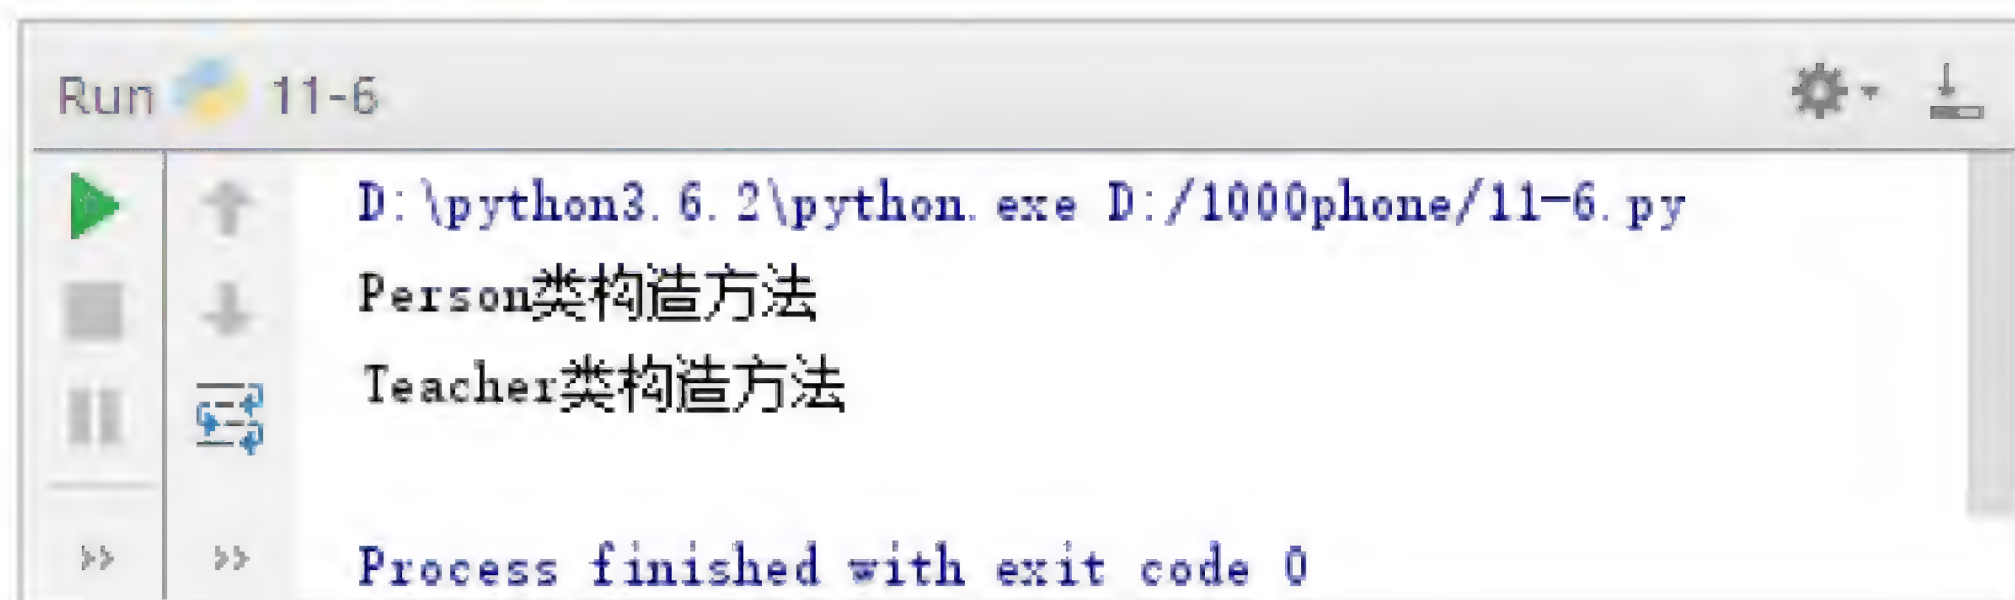 Run 11-6
D:\python3.6.2\python.exe D:/1000phone/11-6.py
Person类构造方法
Teacher类构造方法
Process finished with exit code 0